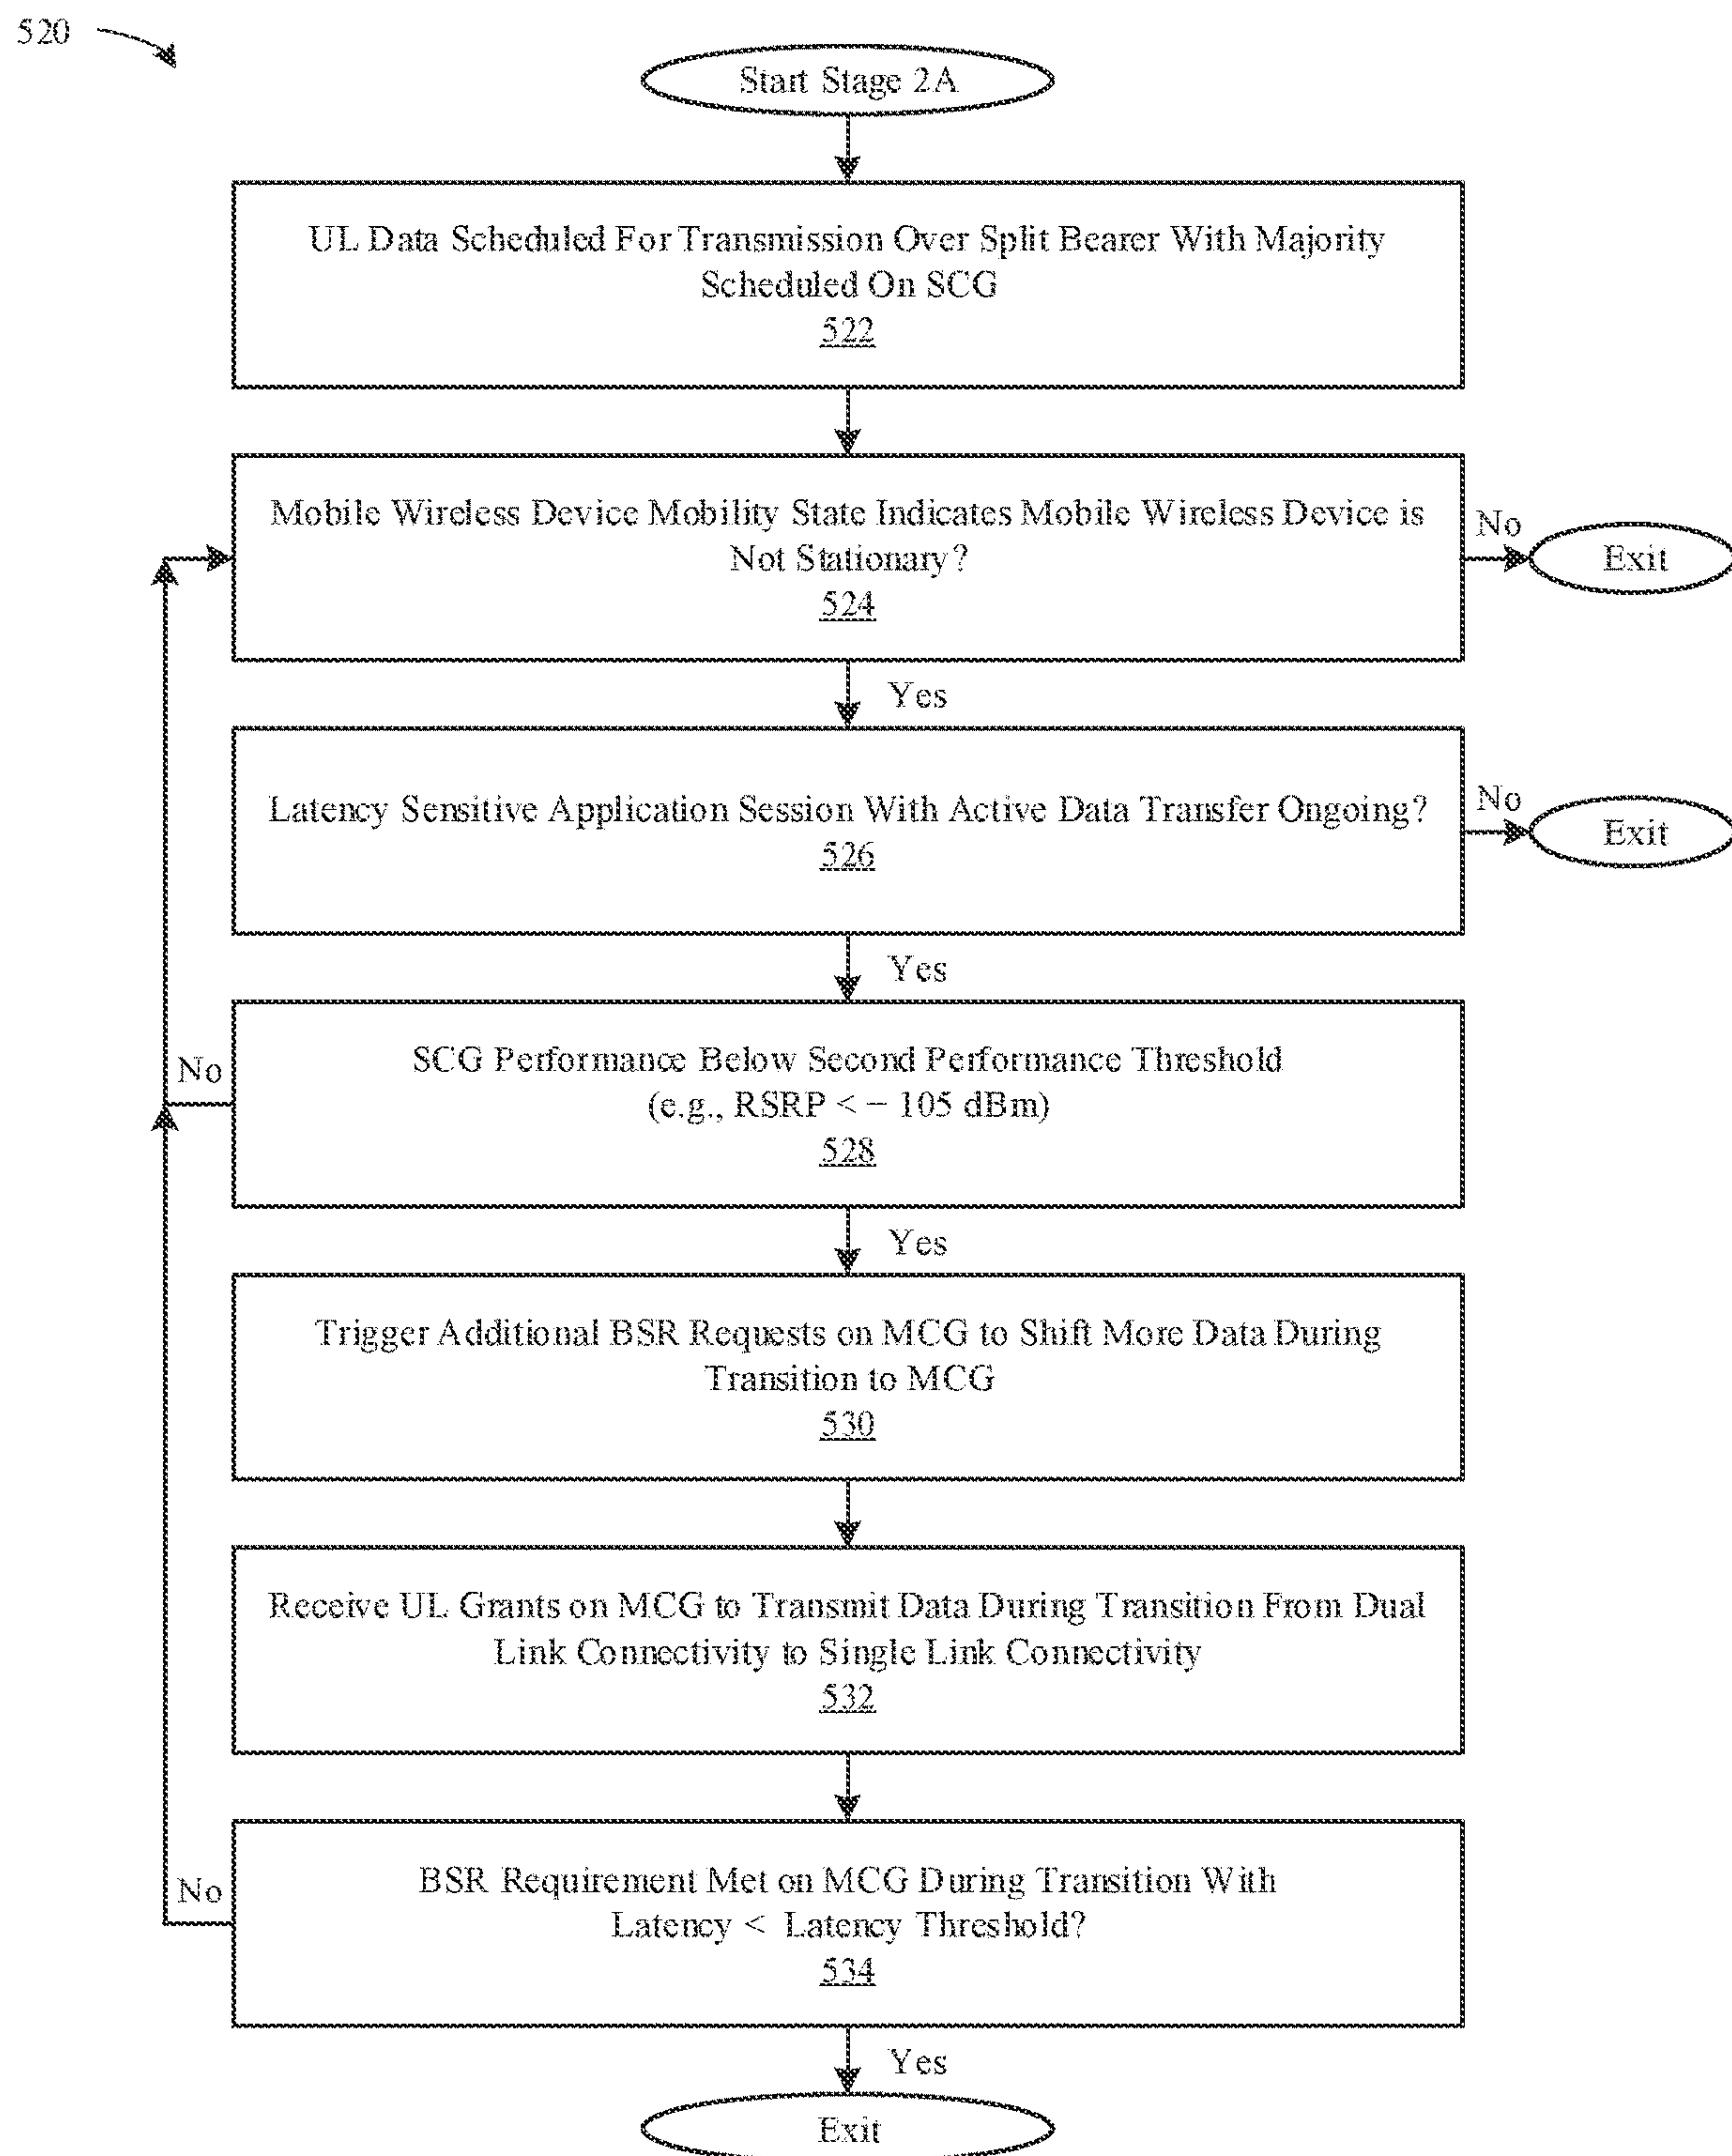 520
Start Stage 2A
UL Data Scheduled For Transmission Over Split Bearer With Majority
Scheduled On SCG
522
Mobile Wireless Device Mobility State Indicates Mobile Wireless Device is
Not Stationary?
524
No
Exit
Yes
Latency Sensitive Application Session With Active Data Transfer Ongoing?
526
No
Exit
Yes
SCG Performance Below Second Performance Threshold
(e.g., RSRP < − 105 dBm)
528
No
Yes
Trigger Additional BSR Requests on MCG to Shift More Data During
Transition to MCG
530
Receive UL Grants on MCG to Transmit Data During Transition From Dual
Link Connectivity to Single Link Connectivity
532
BSR Requirement Met on MCG During Transition With
Latency < Latency Threshold?
534
No
Yes
Exit